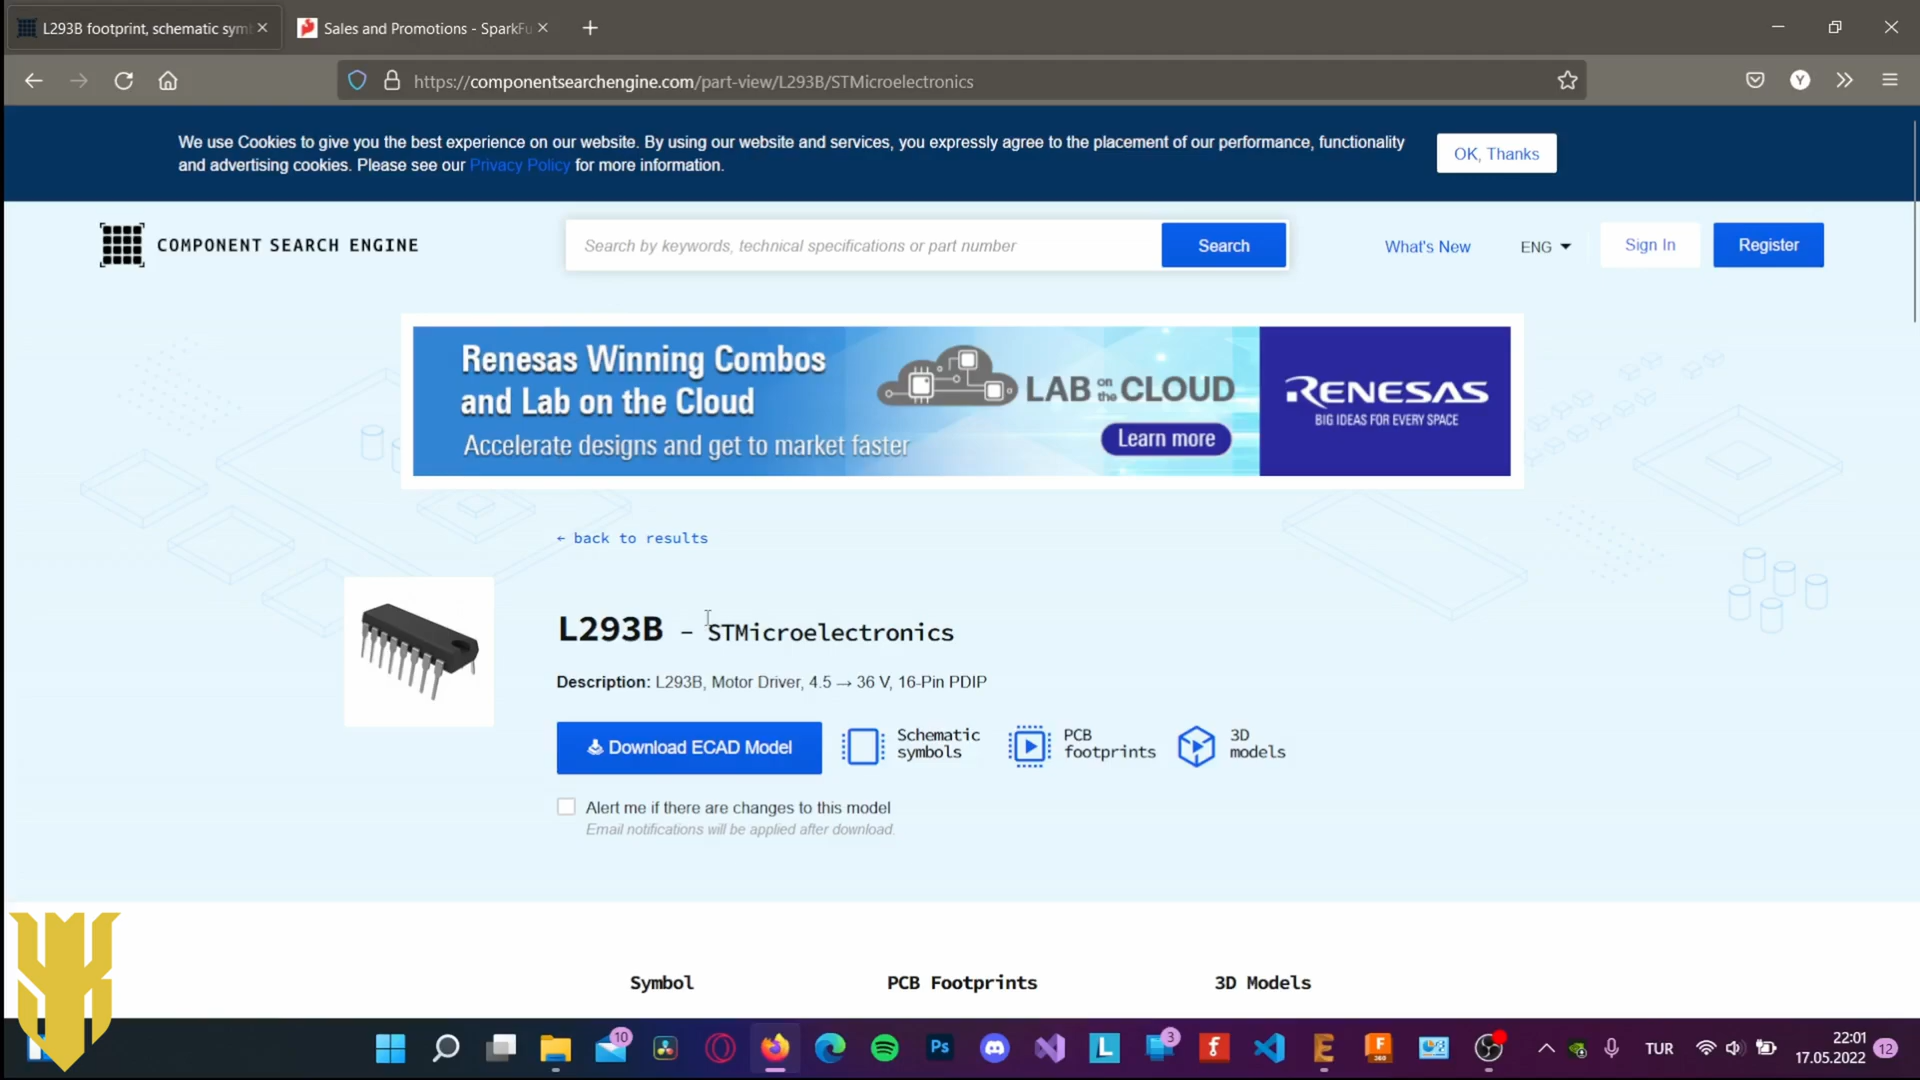 L293B footprint, schematic sym
Sales and Promotions - SparkFu
https://componentsearchengine.com/part-view/L293B/STMicroelectronics
Y
We use Cookies to give you the best experience on our website. By using our website and services, you expressly agree to the placement of our performance, functionality
and advertising cookies. Please see our Privacy Policy for more information.
OK, Thanks
COMPONENT SEARCH ENGINE
Search by keywords, technical specifications or part number
Search
What's New
ENG
Sign In
Register
Renesas Winning Combos
and Lab on the Cloud
Accelerate designs and get to market faster
LAB on the CLOUD
Learn more
RENESAS
BIG IDEAS FOR EVERY SPACE
← back to results
L293B - STMicroelectronics
Description: L293B, Motor Driver, 4.5 → 36 V, 16-Pin PDIP
Download ECAD Model
Schematic
symbols
PCB
footprints
3D
models
Alert me if there are changes to this model
Email notifications will be applied after download.
Symbol
PCB Footprints
3D Models
10
Ps
L
3
F
360
TUR
22:01
17.05.2022
12